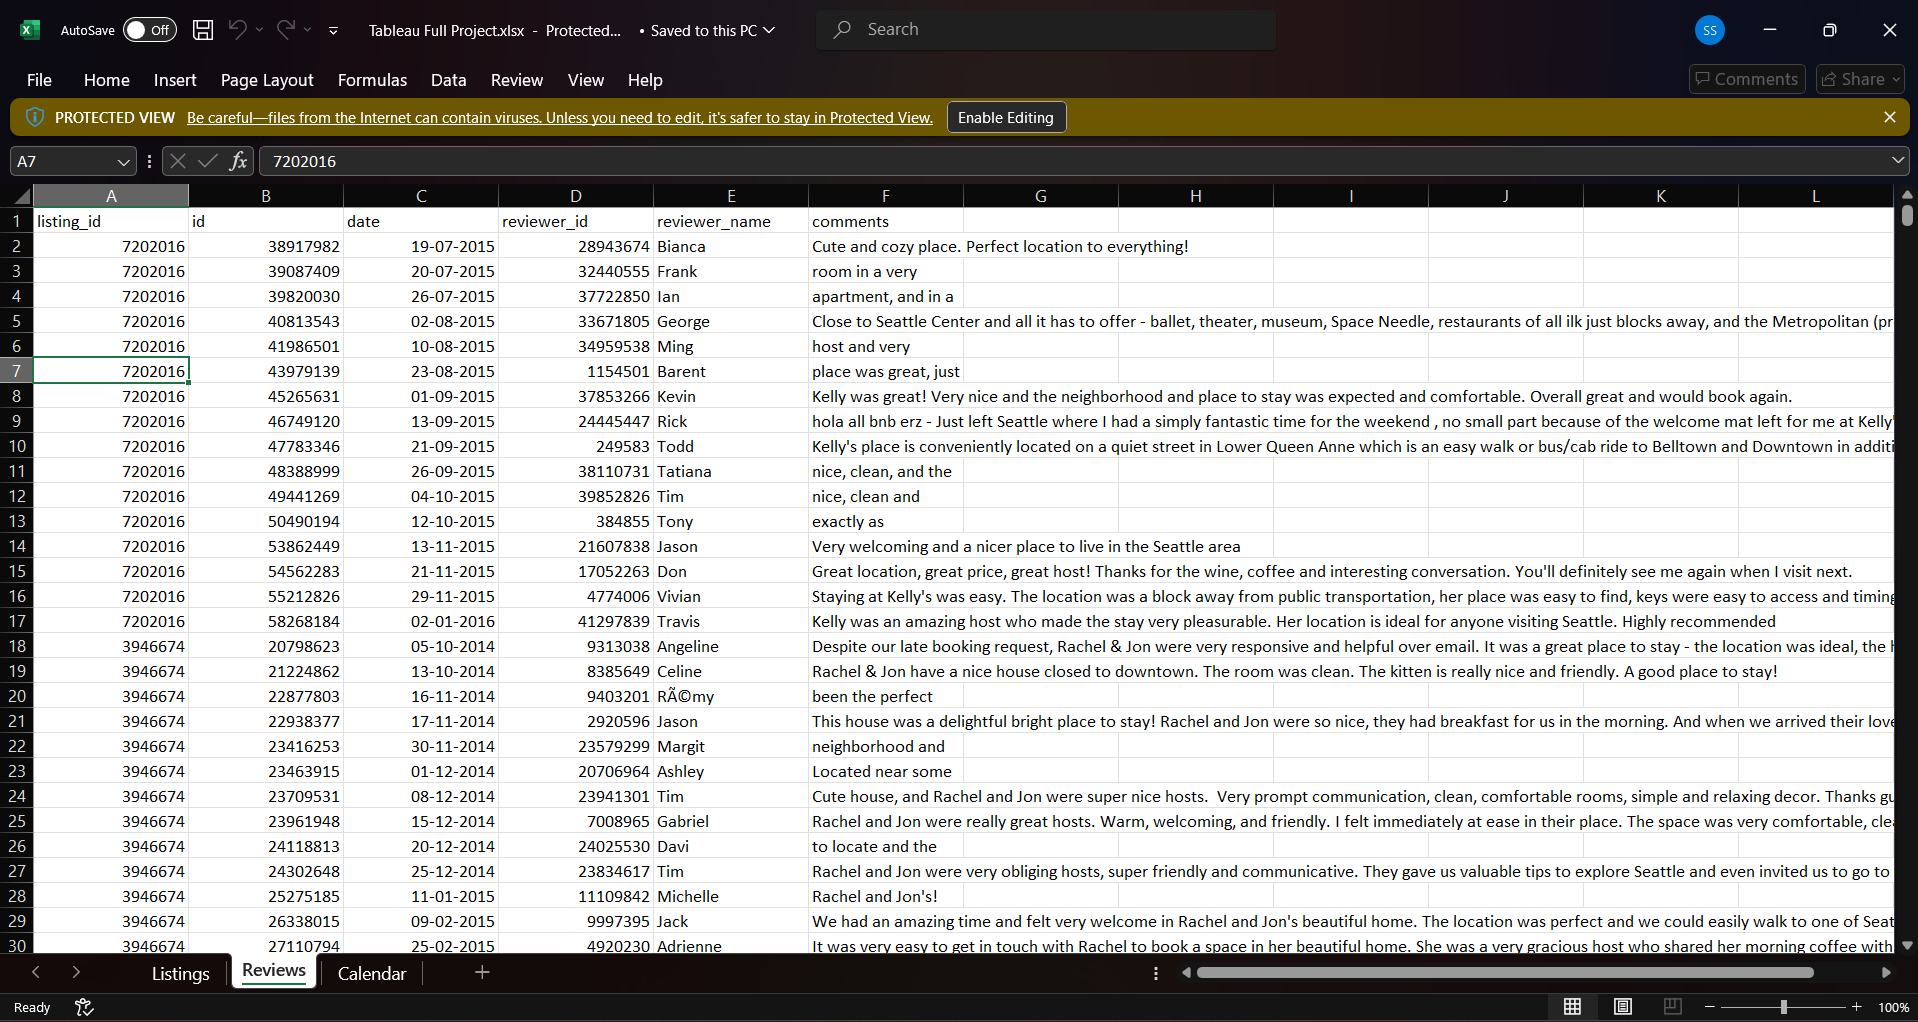 AutoSave Off Tableau Full Project.xlsx - Protected... • Saved to this PC Search SS
File Home Insert Page Layout Formulas Data Review View Help Comments Share
PROTECTED VIEW Be careful—files from the Internet can contain viruses. Unless you need to edit, it's safer to stay in Protected View. Enable Editing
A7 fx 7202016
A B C D E F G H I J K L
1 listing_id id date reviewer_id reviewer_name comments
2 7202016 38917982 19-07-2015 28943674 Bianca Cute and cozy place. Perfect location to everything!
3 7202016 39087409 20-07-2015 32440555 Frank room in a very
4 7202016 39820030 26-07-2015 37722850 Ian apartment, and in a
5 7202016 40813543 02-08-2015 33671805 George Close to Seattle Center and all it has to offer - ballet, theater, museum, Space Needle, restaurants of all ilk just blocks away, and the Metropolitan (pr
6 7202016 41986501 10-08-2015 34959538 Ming host and very
7 7202016 43979139 23-08-2015 1154501 Barent place was great, just
8 7202016 45265631 01-09-2015 37853266 Kevin Kelly was great! Very nice and the neighborhood and place to stay was expected and comfortable. Overall great and would book again.
9 7202016 46749120 13-09-2015 24445447 Rick hola all bnb erz - Just left Seattle where I had a simply fantastic time for the weekend , no small part because of the welcome mat left for me at Kelly'
10 7202016 47783346 21-09-2015 249583 Todd Kelly's place is conveniently located on a quiet street in Lower Queen Anne which is an easy walk or bus/cab ride to Belltown and Downtown in additi
11 7202016 48388999 26-09-2015 38110731 Tatiana nice, clean, and the
12 7202016 49441269 04-10-2015 39852826 Tim nice, clean and
13 7202016 50490194 12-10-2015 384855 Tony exactly as
14 7202016 53862449 13-11-2015 21607838 Jason Very welcoming and a nicer place to live in the Seattle area
15 7202016 54562283 21-11-2015 17052263 Don Great location, great price, great host! Thanks for the wine, coffee and interesting conversation. You'll definitely see me again when I visit next.
16 7202016 55212826 29-11-2015 4774006 Vivian Staying at Kelly's was easy. The location was a block away from public transportation, her place was easy to find, keys were easy to access and timing
17 7202016 58268184 02-01-2016 41297839 Travis Kelly was an amazing host who made the stay very pleasurable. Her location is ideal for anyone visiting Seattle. Highly recommended
18 3946674 20798623 05-10-2014 9313038 Angeline Despite our late booking request, Rachel & Jon were very responsive and helpful over email. It was a great place to stay - the location was ideal, the h
19 3946674 21224862 13-10-2014 8385649 Celine Rachel & Jon have a nice house closed to downtown. The room was clean. The kitten is really nice and friendly. A good place to stay!
20 3946674 22877803 16-11-2014 9403201 RÃ©my been the perfect
21 3946674 22938377 17-11-2014 2920596 Jason This house was a delightful bright place to stay! Rachel and Jon were so nice, they had breakfast for us in the morning. And when we arrived their love
22 3946674 23416253 30-11-2014 23579299 Margit neighborhood and
23 3946674 23463915 01-12-2014 20706964 Ashley Located near some
24 3946674 23709531 08-12-2014 23941301 Tim Cute house, and Rachel and Jon were super nice hosts.  Very prompt communication, clean, comfortable rooms, simple and relaxing decor. Thanks gu
25 3946674 23961948 15-12-2014 7008965 Gabriel Rachel and Jon were really great hosts. Warm, welcoming, and friendly. I felt immediately at ease in their place. The space was very comfortable, clea
26 3946674 24118813 20-12-2014 24025530 Davi to locate and the
27 3946674 24302648 25-12-2014 23834617 Tim Rachel and Jon were very obliging hosts, super friendly and communicative. They gave us valuable tips to explore Seattle and even invited us to go to
28 3946674 25275185 11-01-2015 11109842 Michelle Rachel and Jon's!
29 3946674 26338015 09-02-2015 9997395 Jack We had an amazing time and felt very welcome in Rachel and Jon's beautiful home. The location was perfect and we could easily walk to one of Seat
30 3946674 27110794 25-02-2015 4920230 Adrienne It was very easy to get in touch with Rachel to book a space in her beautiful home. She was a very gracious host who shared her morning coffee with
Listings Reviews Calendar
Ready 100%